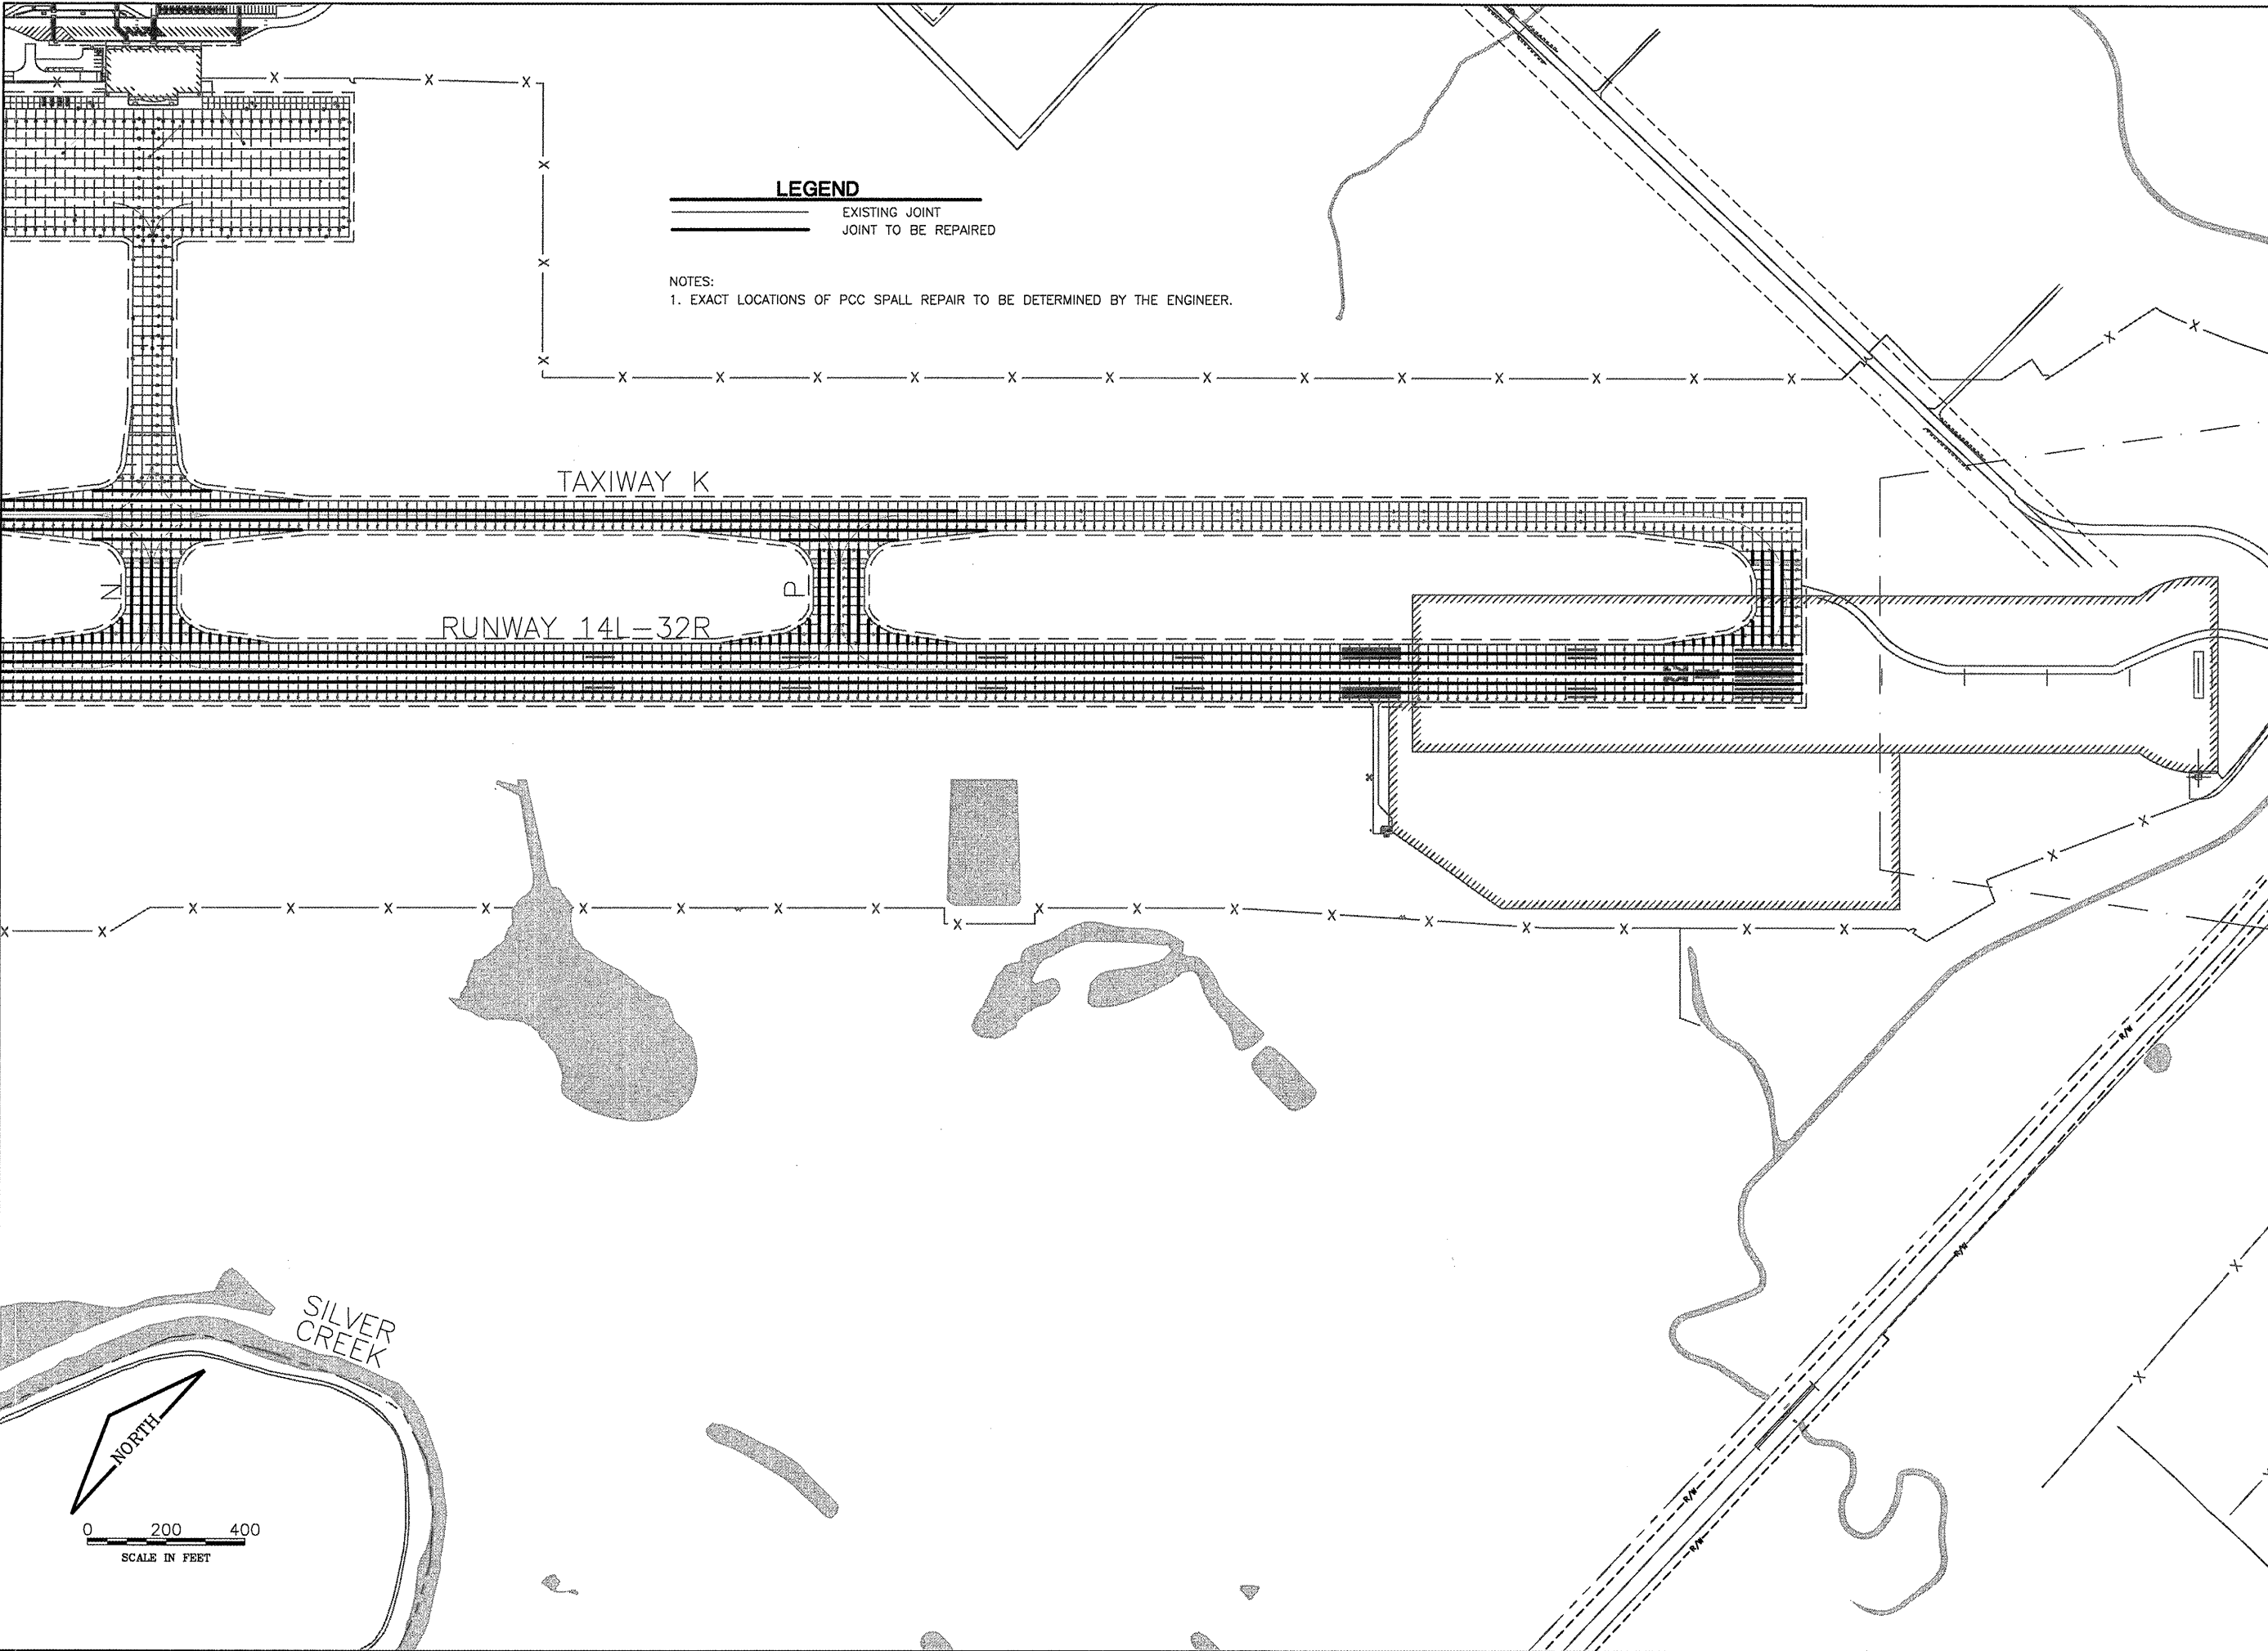 LEGEND
EXISTING JOINT
JOINT TO BE REPAIRED
NOTES:
1. EXACT LOCATIONS OF PCC SPALL REPAIR TO BE DETERMINED BY THE ENGINEER.
TAXIWAY K
N
P
RUNWAY 14L-32R
32
R/W
R/W
R/W
R/W
SILVER
CREEK
NORTH
0 200 400
SCALE IN FEET